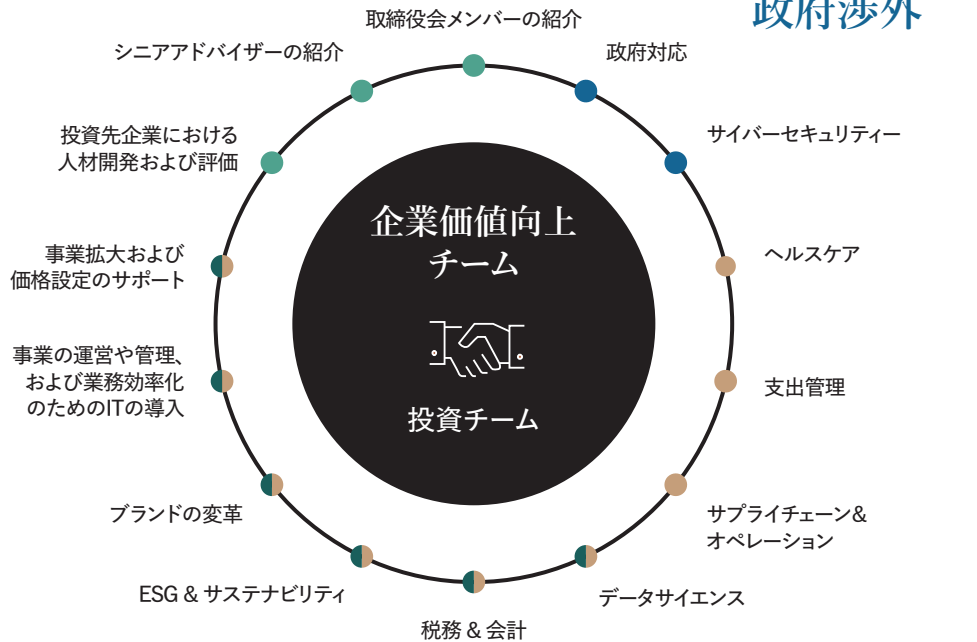 政府渉外
取締役会メンバーの紹介
政府対応
サイバーセキュリティー
ヘルスケア
支出管理
サプライチェーン&
オペレーション
データサイエンス
税務 & 会計
ESG & サステナビリティ
ブランドの変革
事業の運営や管理、
および業務効率化
のためのITの導入
事業拡大および
価格設定のサポート
投資先企業における
人材開発および評価
シニアアドバイザーの紹介
企業価値向上
チーム
投資チーム